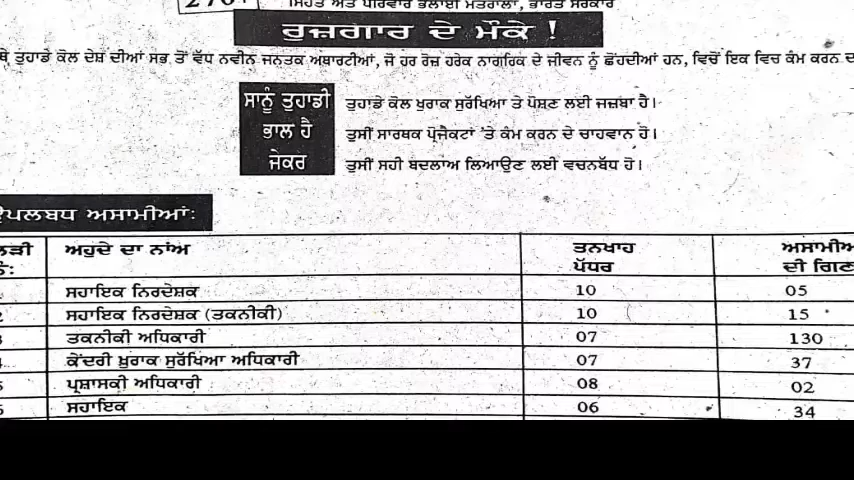 ਸਿਹਤ ਅਤੇ ਪਰਿਵਾਰ ਭਲਾਈ ਮੰਤਰਾਲਾ, ਭਾਰਤ ਸਰਕਾਰ
ਰੁਜ਼ਗਾਰ ਦੇ ਮੌਕੇ !
ਤੁਹਾਡੇ ਕੋਲ ਦੇਸ਼ ਦੀਆਂ ਸਭ ਤੋਂ ਵੱਧ ਨਵੀਨ ਜਨਤਕ ਅਥਾਰਟੀਆਂ, ਜੋ ਹਰ ਰੋਜ਼ ਹਰੇਕ ਨਾਗਰਿਕ ਦੇ ਜੀਵਨ ਨੂੰ ਛੋਂਹਦੀਆਂ ਹਨ, ਵਿਚੋਂ ਇਕ ਵਿਚ ਕੰਮ ਕਰਨ ਦਾ
ਸਾਨੂੰ ਤੁਹਾਡੀ ਤੁਹਾਡੇ ਕੋਲ ਖੁਰਾਕ ਸੁਰੱਖਿਆ ਤੇ ਪੋਸ਼ਣ ਲਈ ਜਜ਼ਬਾ ਹੈ।
ਭਾਲ ਹੈ ਤੁਸੀਂ ਸਾਰਥਕ ਪ੍ਰੋਜੈਕਟਾਂ 'ਤੇ ਕੰਮ ਕਰਨ ਦੇ ਚਾਹਵਾਨ ਹੋ।
ਜੇਕਰ ਤੁਸੀਂ ਸਹੀ ਬਦਲਾਅ ਲਿਆਉਣ ਲਈ ਵਚਨਬੱਧ ਹੋ।
ਉਪਲਬਧ ਅਸਾਮੀਆਂ:
ਲੜੀ ਅਹੁਦੇ ਦਾ ਨਾਂਅ ਤਨਖਾਹ ਅਸਾਮੀਆਂ
ਨੰ: ਪੱਧਰ ਦੀ ਗਿਣ
ਸਹਾਇਕ ਨਿਰਦੇਸ਼ਕ 10 05
ਸਹਾਇਕ ਨਿਰਦੇਸ਼ਕ (ਤਕਨੀਕੀ) 10 15
ਤਕਨੀਕੀ ਅਧਿਕਾਰੀ 07 130
ਕੇਂਦਰੀ ਖ਼ੁਰਾਕ ਸੁਰੱਖਿਆ ਅਧਿਕਾਰੀ 07 37
ਪ੍ਰਸ਼ਾਸਕੀ ਅਧਿਕਾਰੀ 08 02
ਸਹਾਇਕ 06 34